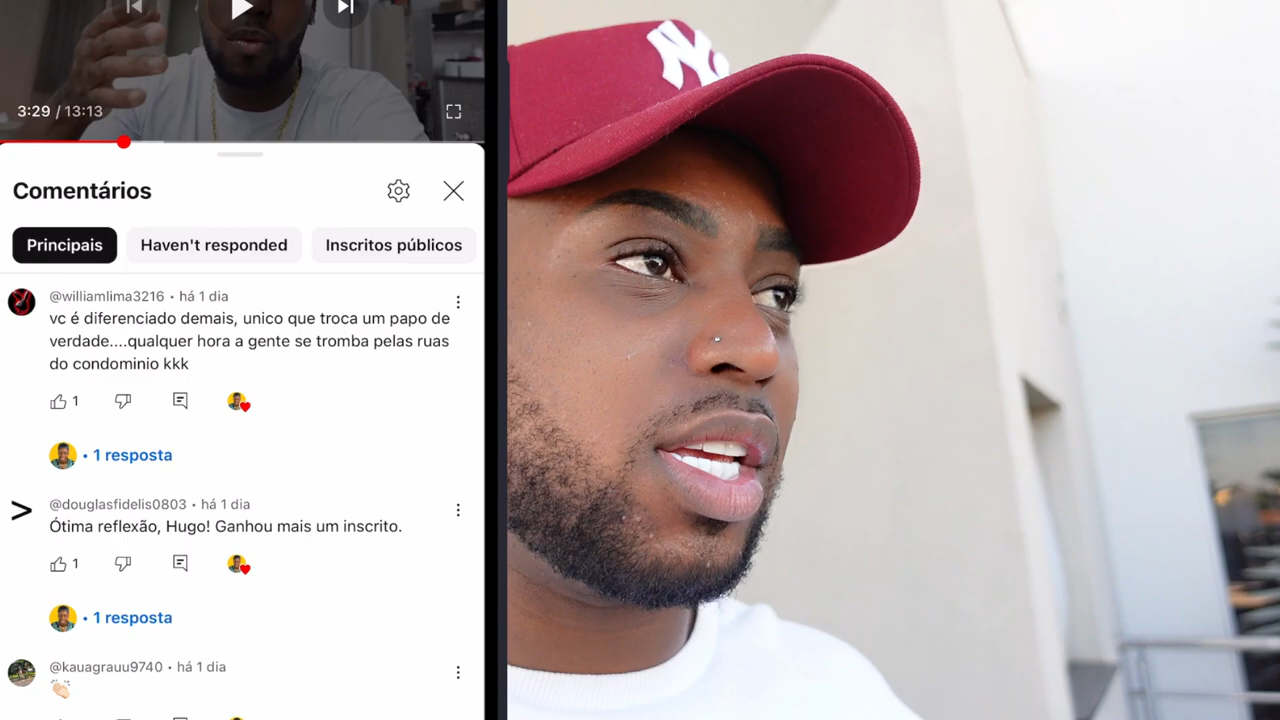 NY
3:29 / 13:13
Comentários
Principais
Haven't responded
Inscritos públicos
@williamlima3216 • há 1 dia
vc é diferenciado demais, unico que troca um papo de
verdade....qualquer hora a gente se tromba pelas ruas
do condominio kkk
1
• 1 resposta
@douglasfidelis0803 • há 1 dia
Ótima reflexão, Hugo! Ganhou mais um inscrito.
1
• 1 resposta
@kauagrauu9740 • há 1 dia